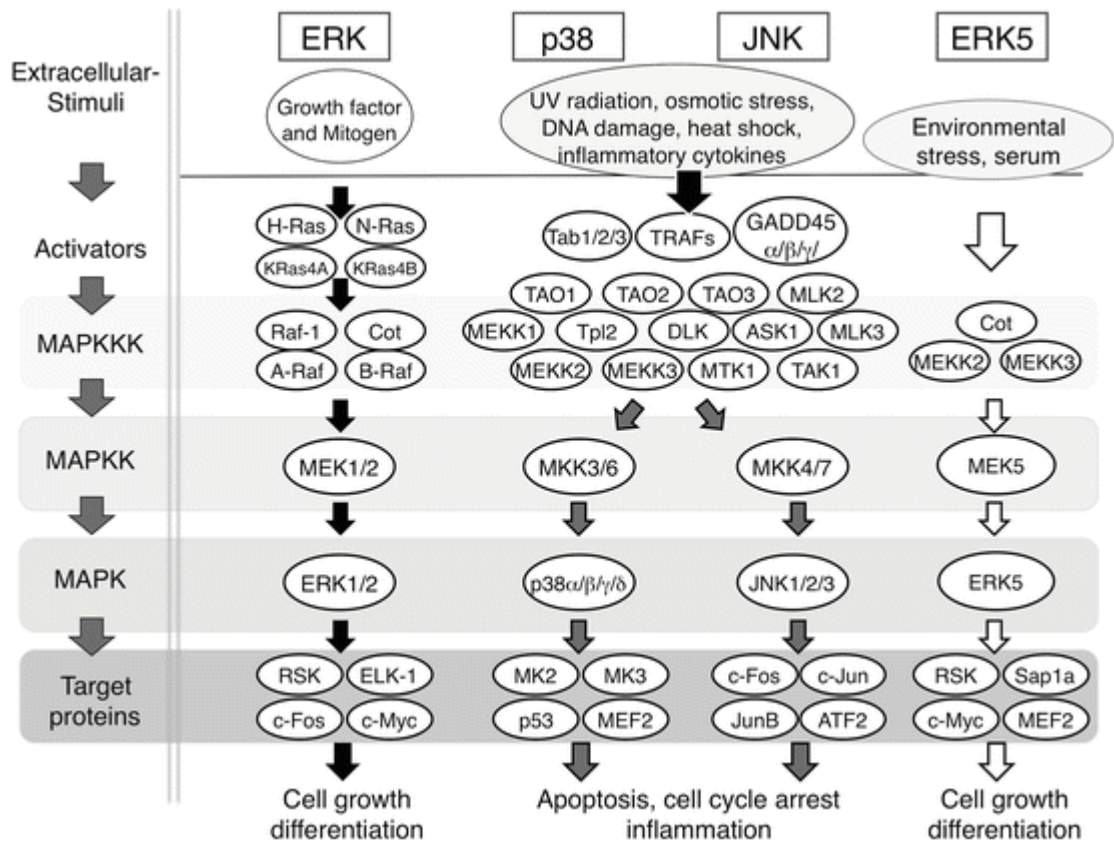 ERK
p38
JNK
ERK5
Extracellular-
Stimuli
Growth factor
and Mitogen
UV radiation, osmotic stress,
DNA damage, heat shock,
inflammatory cytokines
Environmental
stress, serum
Activators
H-Ras
N-Ras
KRas4A
KRas4B
Tab1/2/3
TRAFs
GADD45
α/β/γ/
MAPKKK
Raf-1
Cot
A-Raf
B-Raf
TAO1
TAO2
TAO3
MLK2
MEKK1
Tpl2
DLK
ASK1
MLK3
MEKK2
MEKK3
MTK1
TAK1
Cot
MEKK2
MEKK3
MAPKK
MEK1/2
MKK3/6
MKK4/7
MEK5
MAPK
ERK1/2
p38α/β/γ/δ
JNK1/2/3
ERK5
Target
proteins
RSK
ELK-1
c-Fos
c-Myc
MK2
MK3
p53
MEF2
c-Fos
c-Jun
JunB
ATF2
RSK
Sap1a
c-Myc
MEF2
Cell growth
differentiation
Apoptosis, cell cycle arrest
inflammation
Cell growth
differentiation